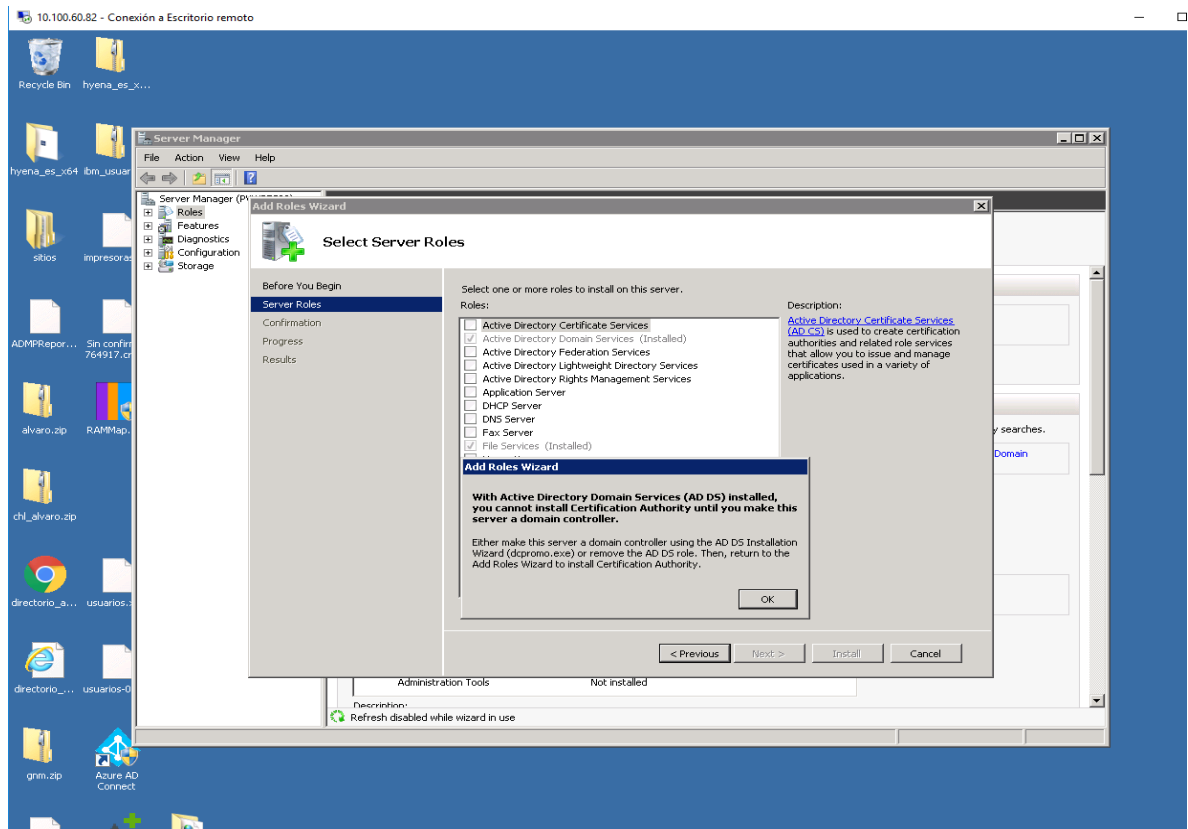 10.100.60.82 - Conexión a Escritorio remoto
Recycle Bin
hyena_es_x...
Server Manager
File Action View Help
hyena_es_x64
ibm_usuar
Server Manager
Roles
Features
Diagnostics
Configuration
Storage
sitios
impresoras
Add Roles Wizard
Select Server Roles
Before You Begin
Server Roles
Confirmation
Progress
Results
Select one or more roles to install on this server.
Roles:
Active Directory Certificate Services
Active Directory Domain Services (Installed)
Active Directory Federation Services
Active Directory Lightweight Directory Services
Active Directory Rights Management Services
Application Server
DHCP Server
DNS Server
Fax Server
File Services (Installed)
Description:
Active Directory Certificate Services
(AD CS) is used to create certification
authorities and related role services
that allow you to issue and manage
certificates used in a variety of
applications.
Add Roles Wizard
With Active Directory Domain Services (AD DS) installed,
you cannot install Certification Authority until you make this
server a domain controller.
Either make this server a domain controller using the AD DS Installation
Wizard (dcpromo.exe) or remove the AD DS role. Then, return to the
Add Roles Wizard to install Certification Authority.
OK
< Previous Next > Install Cancel
y searches.
Domain
ADMPRepor...
Sin confirm
764917.cr
alvaro.zip
RAMMap.
chl_alvaro.zip
directorio_a...
usuarios.
directorio_...
usuarios-0
Administration Tools Not installed
Description:
Refresh disabled while wizard in use
gnm.zip
Azure AD
Connect